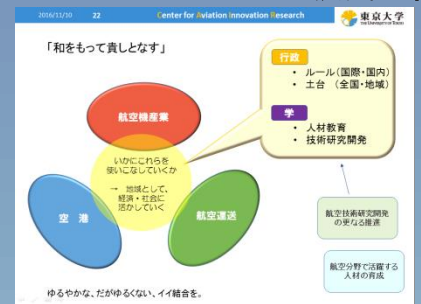 2016/11/10 22 Center for Aviation Innovation Research 東京大学
THE UNIVERSITY OF TOKYO
「和をもって貴しとなす」
行政
• ルール(国際・国内)
• 土台 (全国・地域)
学
• 人材教育
• 技術研究開発
航空機産業
いかにこれらを
使いこなしていくか
→ 地域として、
経済・社会に
活かしていく
空 港
航空運送
航空技術研究開発
の更なる推進
航空分野で活躍する
人材の育成
ゆるやかな、だがゆるくない、イイ結合を。